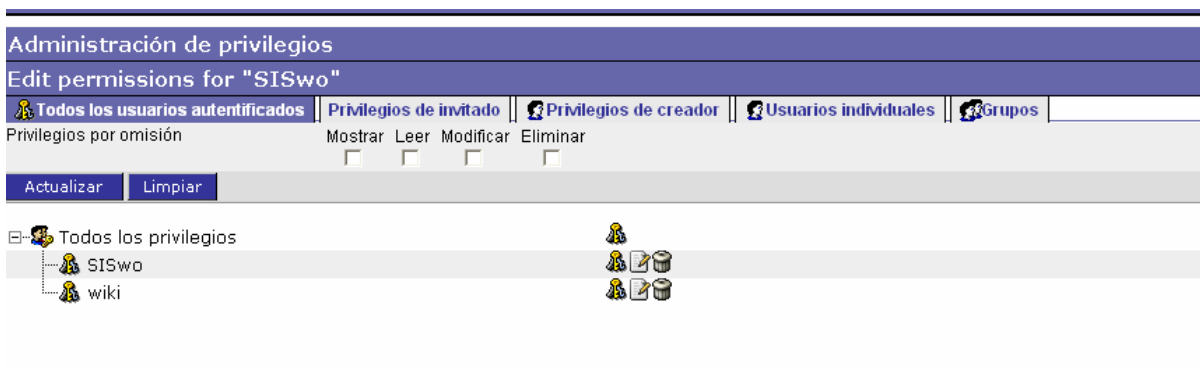 Administración de privilegios
Edit permissions for "SISwo"
Todos los usuarios autentificados Privilegios de invitado Privilegios de creador Usuarios individuales Grupos
Privilegios por omisión Mostrar Leer Modificar Eliminar
Actualizar Limpiar
Todos los privilegios
SISwo
wiki